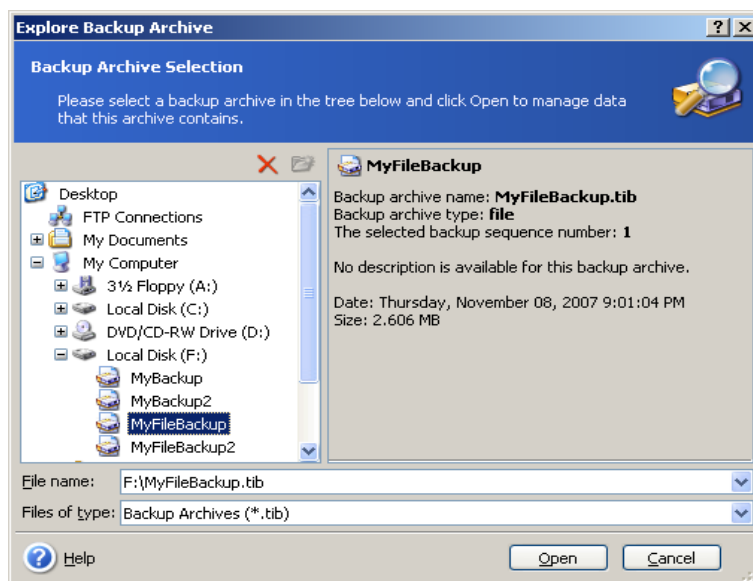 Explore Backup Archive
Backup Archive Selection
Please select a backup archive in the tree below and click Open to manage data
that this archive contains.
Desktop
FTP Connections
My Documents
My Computer
3½ Floppy (A:)
Local Disk (C:)
DVD/CD-RW Drive (D:)
Local Disk (F:)
MyBackup
MyBackup2
MyFileBackup
MyFileBackup2
MyFileBackup
Backup archive name: MyFileBackup.tib
Backup archive type: file
The selected backup sequence number: 1
No description is available for this backup archive.
Date: Thursday, November 08, 2007 9:01:04 PM
Size: 2.606 MB
File name: F:\MyFileBackup.tib
Files of type: Backup Archives (*.tib)
Help
Open
Cancel